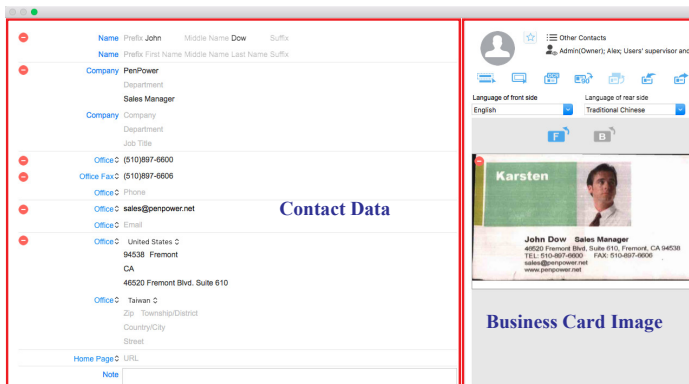 Name Prefix John Middle Name Dow Suffix
Name Prefix First Name Middle Name Last Name Suffix
Company PenPower
Department
Sales Manager
Company Company
Department
Job Title
Office (510)897-6600
Office Fax (510)897-6606
Office Phone
Office sales@penpower.net
Office Email
Office United States
94538 Fremont
CA
46520 Fremont Blvd. Suite 610
Office Taiwan
Zip Township/District
Country/City
Street
Home Page URL
Note
Contact Data
Other Contacts
Admin(Owner); Alex; Users' supervisor and
Language of front side Language of rear side
English Traditional Chinese
F B
Karsten
John Dow Sales Manager
46520 Fremont Blvd, Suite 610, Fremont, CA 94538
TEL: 510-897-6600 FAX: 510-897-6606
sales@penpower.net
www.penpower.net
Business Card Image